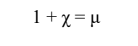 1 + χ = μ